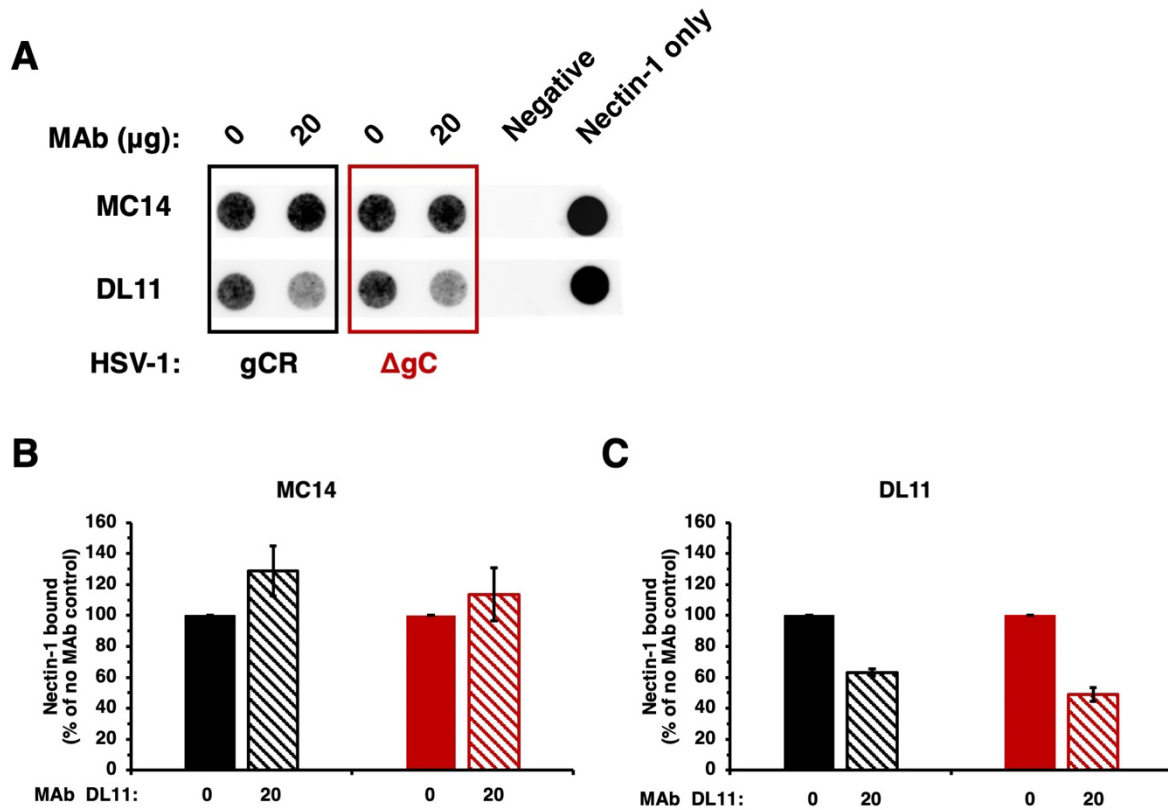 A
MAb (µg): 0 20 0 20 Negative Nectin-1 only
MC14
DL11
HSV-1: gCR ΔgC
B
MC14
Nectin-1 bound
(% of no MAb control)
160
140
120
100
80
60
40
20
0
MAb DL11: 0 20 0 20
C
DL11
Nectin-1 bound
(% of no MAb control)
160
140
120
100
80
60
40
20
0
MAb DL11: 0 20 0 20